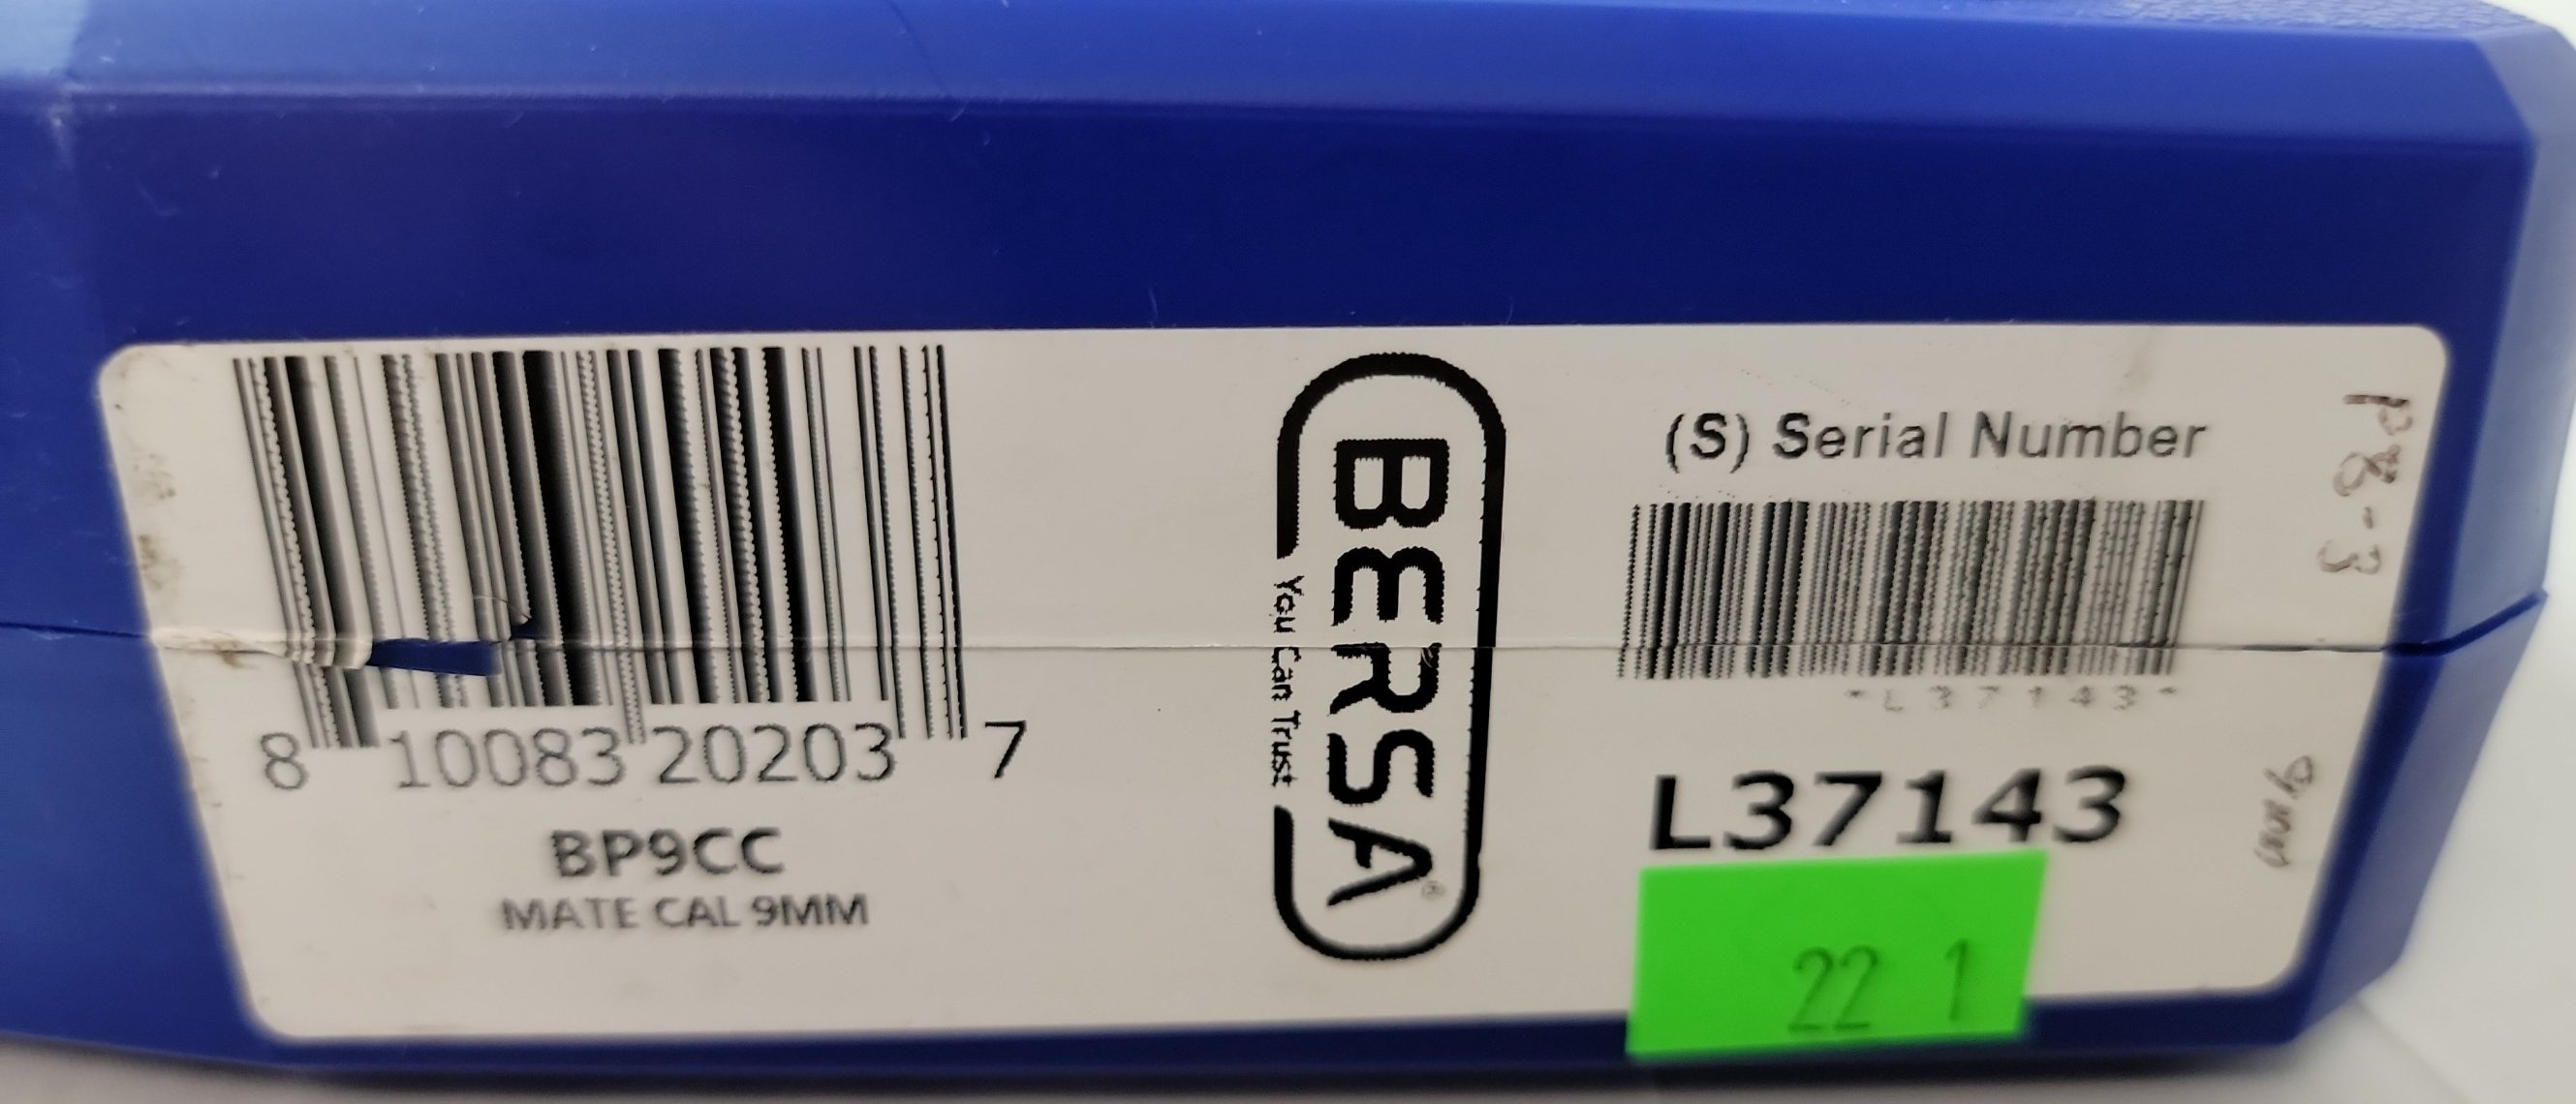 8 10083 20203 7
BP9CC
MATE CAL 9MM
BERSA®
You Can Trust
(S) Serial Number
*L37143*
L37143
22 1
P8-3
9mm